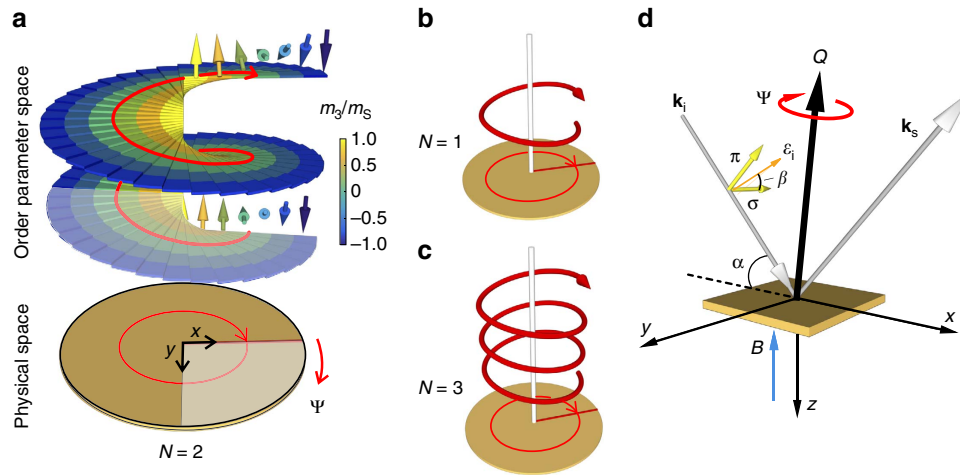 a
Order parameter space
m₃/mₛ
1.0
0.5
0
−0.5
−1.0
Physical space
x
y
Ψ
N = 2
b
N = 1
c
N = 3
d
Q
Ψ
kᵢ
kₛ
π
εᵢ
β
σ
α
x
y
B
z